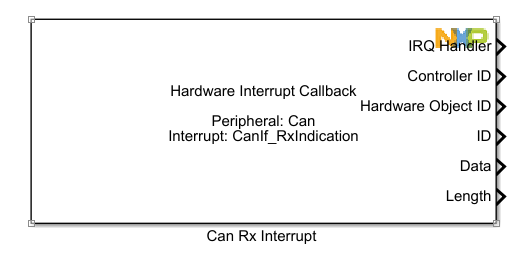 NXP
IRQ Handler
Controller ID
Hardware Interrupt Callback
Hardware Object ID
Peripheral: Can
Interrupt: CanIf_RxIndication
ID
Data
Length
Can Rx Interrupt